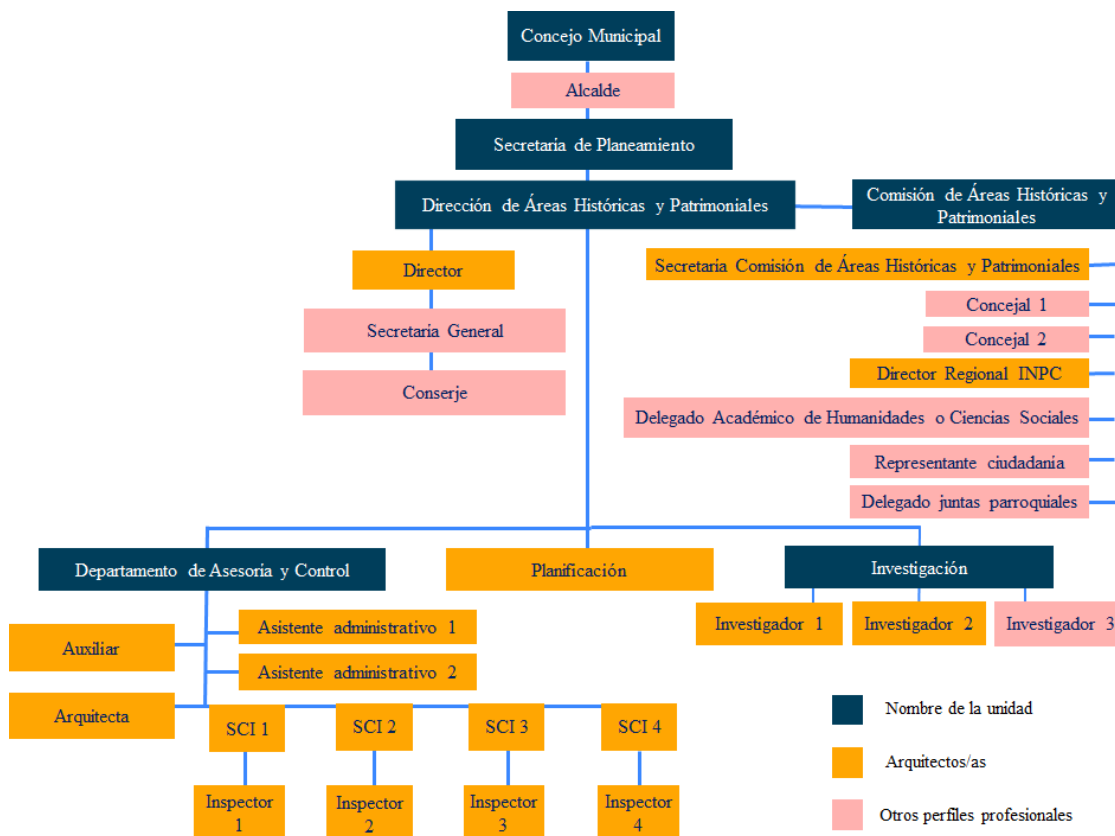 Concejo Municipal
Alcalde
Secretaria de Planeamiento
Dirección de Áreas Históricas y Patrimoniales
Comisión de Áreas Históricas y
Patrimoniales
Director
Secretaría General
Conserje
Secretaría Comisión de Áreas Históricas y Patrimoniales
Concejal 1
Concejal 2
Director Regional INPC
Delegado Académico de Humanidades o Ciencias Sociales
Representante ciudadanía
Delegado juntas parroquiales
Departamento de Asesoría y Control
Planificación
Investigación
Auxiliar
Asistente administrativo 1
Asistente administrativo 2
Arquitecta
SCI 1
SCI 2
SCI 3
SCI 4
Inspector
1
Inspector
2
Inspector
3
Inspector
4
Investigador 1
Investigador 2
Investigador 3
Nombre de la unidad
Arquitectos/as
Otros perfiles profesionales